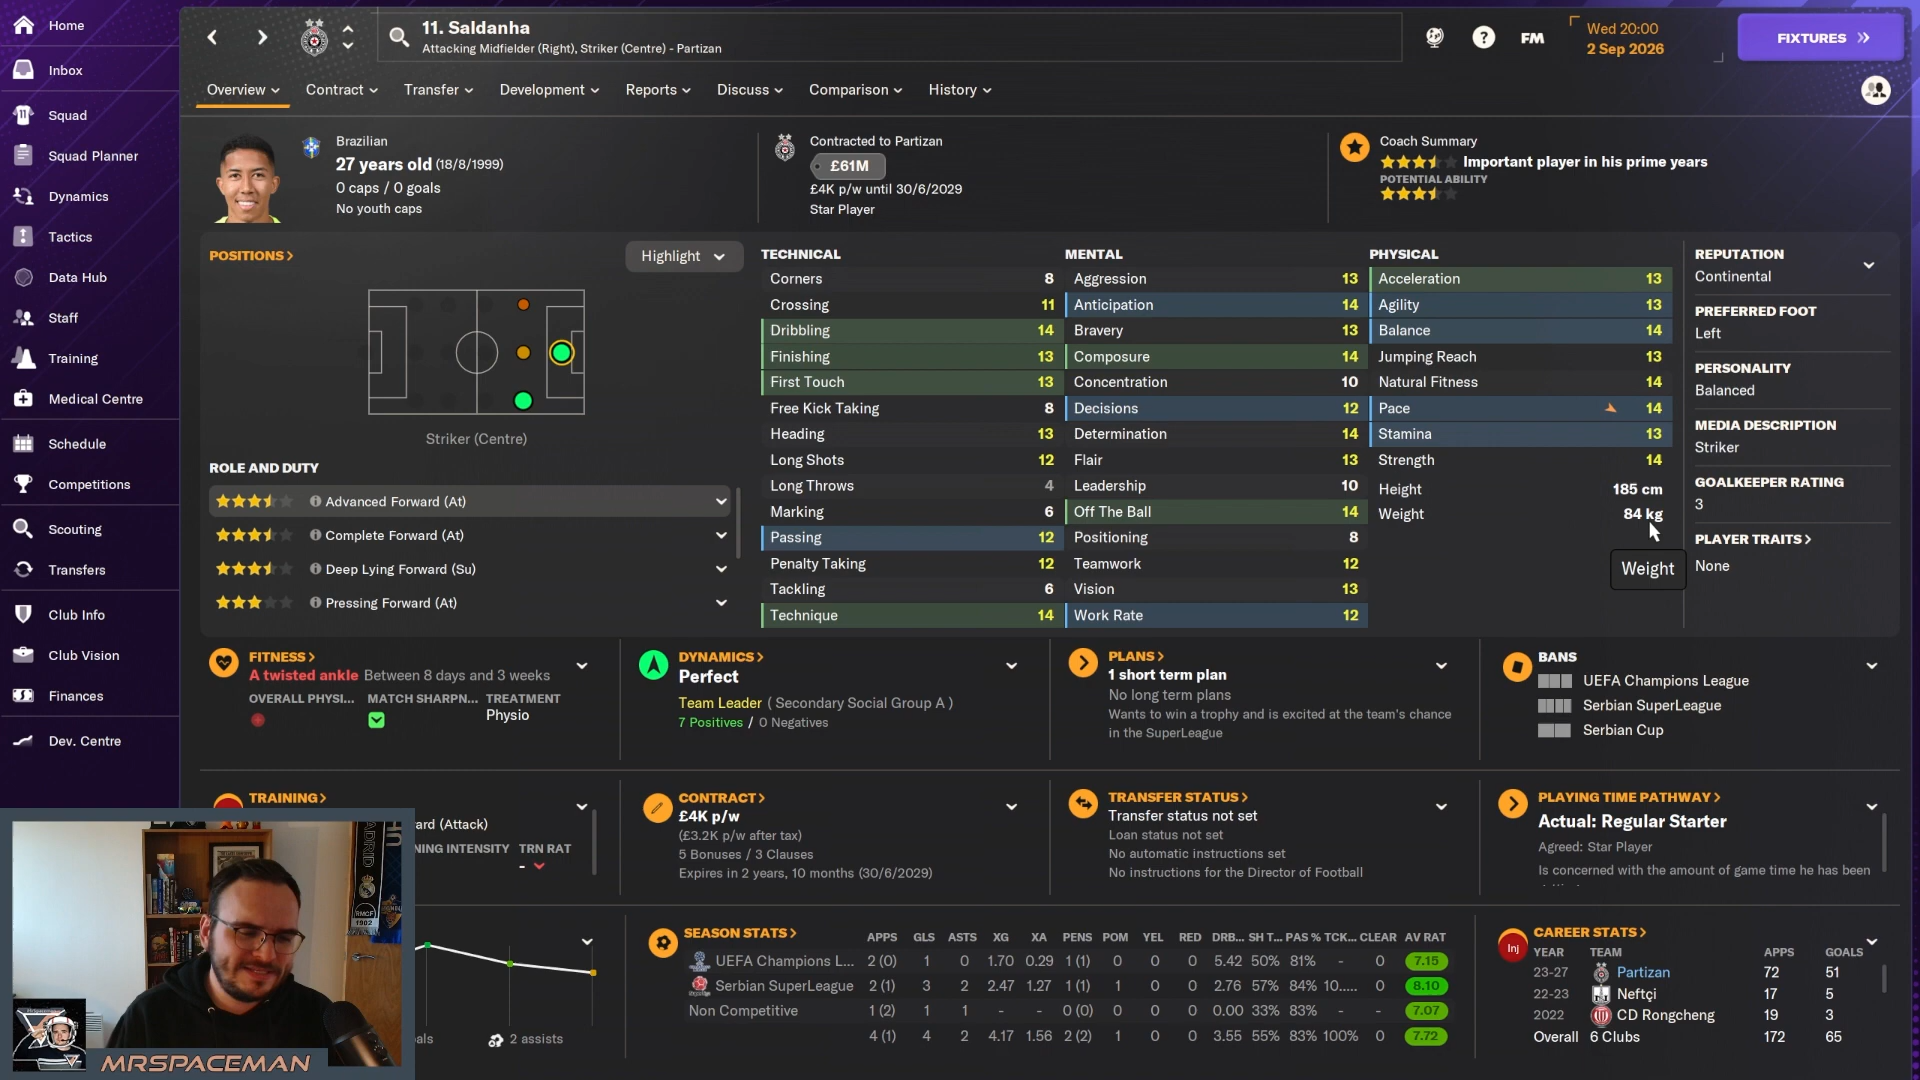 Home
Inbox
Squad
Squad Planner
Dynamics
Tactics
Data Hub
Staff
Training
Medical Centre
Schedule
Competitions
Scouting
Transfers
Club Info
Club Vision
Finances
Dev. Centre
11. Saldanha
Attacking Midfielder (Right), Striker (Centre) - Partizan
FM
Wed 20:00
2 Sep 2026
FIXTURES
Overview
Contract
Transfer
Development
Reports
Discuss
Comparison
History
Brazilian
27 years old (18/8/1999)
0 caps / 0 goals
No youth caps
Contracted to Partizan
£61M
£4K p/w until 30/6/2029
Star Player
Coach Summary
Important player in his prime years
POTENTIAL ABILITY
POSITIONS
Highlight
Striker (Centre)
ROLE AND DUTY
Advanced Forward (At)
Complete Forward (At)
Deep Lying Forward (Su)
Pressing Forward (At)
TECHNICAL
Corners 8
Crossing 11
Dribbling 14
Finishing 13
First Touch 13
Free Kick Taking 8
Heading 13
Long Shots 12
Long Throws 4
Marking 6
Passing 12
Penalty Taking 12
Tackling 6
Technique 14
MENTAL
Aggression 13
Anticipation 14
Bravery 13
Composure 14
Concentration 10
Decisions 12
Determination 14
Flair 13
Leadership 10
Off The Ball 14
Positioning 8
Teamwork 12
Vision 13
Work Rate 12
PHYSICAL
Acceleration 13
Agility 13
Balance 14
Jumping Reach 13
Natural Fitness 14
Pace 14
Stamina 13
Strength 14
Height 185 cm
Weight 84 kg
Weight
REPUTATION
Continental
PREFERRED FOOT
Left
PERSONALITY
Balanced
MEDIA DESCRIPTION
Striker
GOALKEEPER RATING
3
PLAYER TRAITS
None
FITNESS
A twisted ankle Between 8 days and 3 weeks
OVERALL PHYSI... MATCH SHARPN... TREATMENT
Physio
DYNAMICS
Perfect
Team Leader ( Secondary Social Group A )
7 Positives / 0 Negatives
PLANS
1 short term plan
No long term plans
Wants to win a trophy and is excited at the team's chance
in the SuperLeague
BANS
UEFA Champions League
Serbian SuperLeague
Serbian Cup
TRAINING
ard (Attack)
NING INTENSITY TRN RAT
-
CONTRACT
£4K p/w
(£3.2K p/w after tax)
5 Bonuses / 3 Clauses
Expires in 2 years, 10 months (30/6/2029)
TRANSFER STATUS
Transfer status not set
Loan status not set
No automatic instructions set
No instructions for the Director of Football
PLAYING TIME PATHWAY
Actual: Regular Starter
Agreed: Star Player
Is concerned with the amount of game time he has been
als
2 assists
SEASON STATS APPS GLS ASTS XG XA PENS POM YEL RED DRB... SH T... PAS % TCK... CLEAR AV RAT
UEFA Champions L... 2 (0) 1 0 1.70 0.29 1 (1) 0 0 0 5.42 50% 81% - 0 7.15
Serbian SuperLeague 2 (1) 3 2 2.47 1.27 1 (1) 1 0 0 2.76 57% 84% 10..... 0 8.10
Non Competitive 1 (2) 1 1 - - 0 (0) 0 0 0 0.00 33% 83% - - 7.07
4 (1) 4 2 4.17 1.56 2 (2) 1 0 0 3.55 55% 83% 100% 0 7.72
Inj
CAREER STATS
YEAR TEAM APPS GOALS
23-27 Partizan 72 51
22-23 Neftçi 17 5
2022 CD Rongcheng 19 3
Overall 6 Clubs 172 65
MADRID
RMCF
1902
MRSPACEMAN